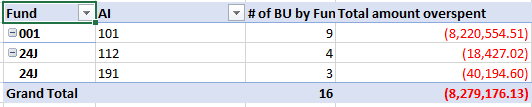 Fund AI # of BU by Fun Total amount overspent
001 101 9 (8,220,554.51)
24J 112 4 (18,427.02)
24J 191 3 (40,194.60)
Grand Total 16 (8,279,176.13)